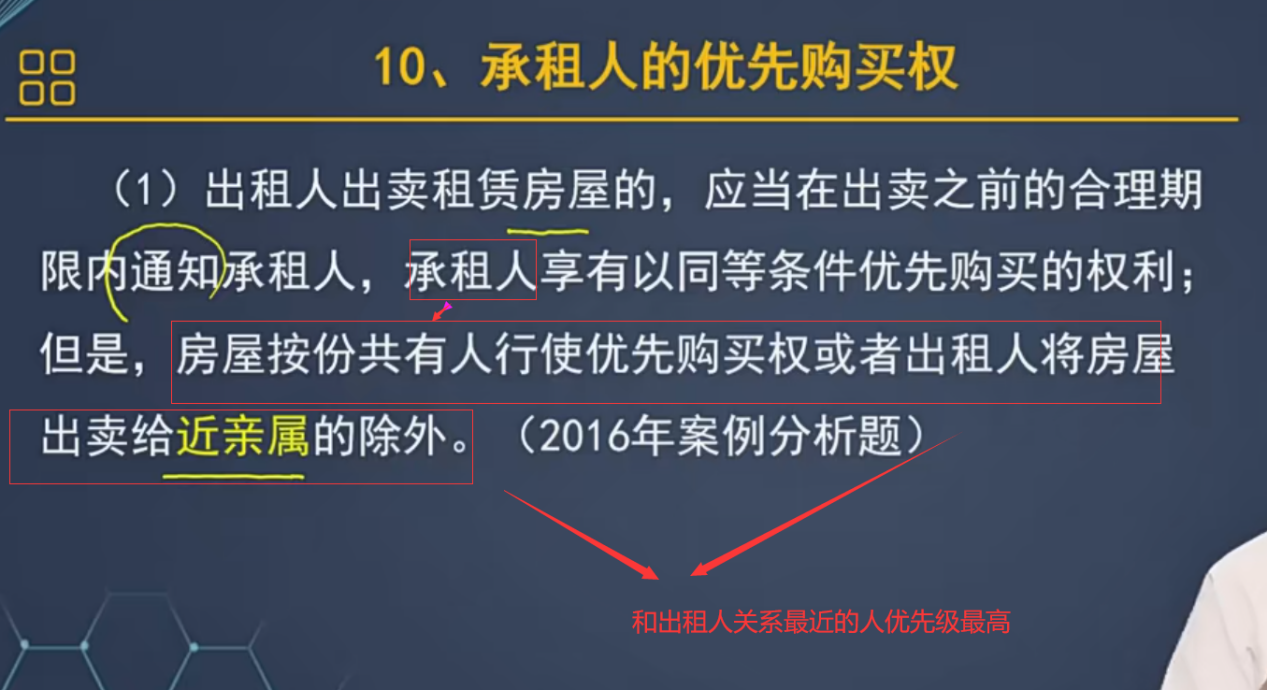 10、承租人的优先购买权
（1）出租人出卖租赁房屋的，应当在出卖之前的合理期
限内通知承租人，承租人享有以同等条件优先购买的权利；
但是，房屋按份共有人行使优先购买权或者出租人将房屋
出卖给近亲属的除外。（2016年案例分析题）
和出租人关系最近的人优先级最高